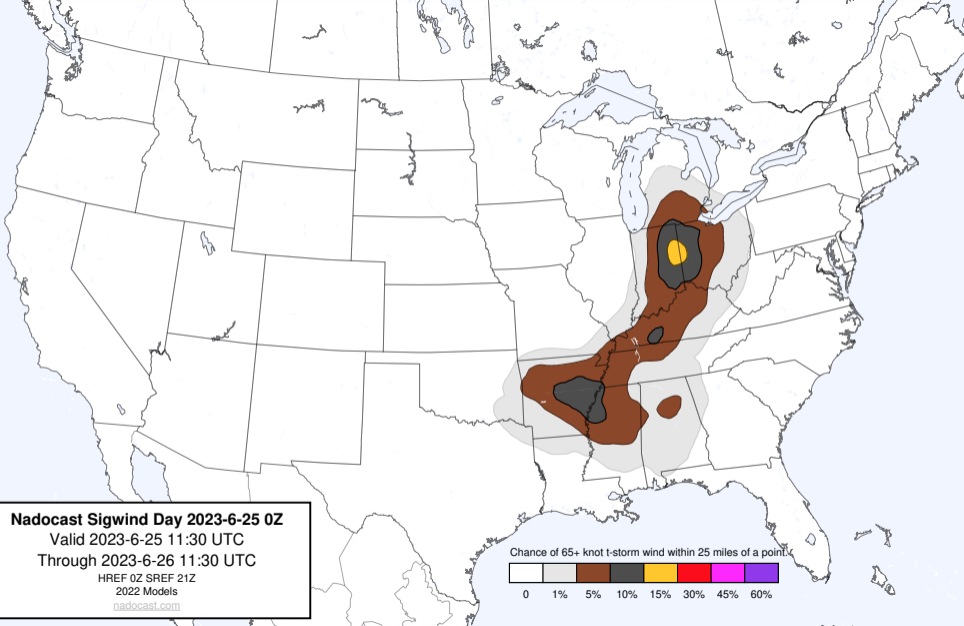 Nadocast Sigwind Day 2023-6-25 0Z
Valid 2023-6-25 11:30 UTC
Through 2023-6-26 11:30 UTC
HREF 0Z SREF 21Z
2022 Models
nadocast.com
Chance of 65+ knot t-storm wind within 25 miles of a point.
0 1% 5% 10% 15% 30% 45% 60%